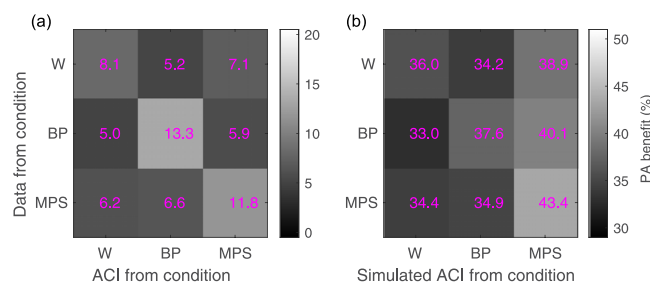 (a)
(b)
Data from condition
W
BP
MPS
8.1 5.2 7.1
5.0 13.3 5.9
6.2 6.6 11.8
W BP MPS
ACI from condition
20
15
10
5
0
36.0 34.2 38.9
33.0 37.6 40.1
34.4 34.9 43.4
W BP MPS
Simulated ACI from condition
50
45
40
35
30
PA benefit (%)